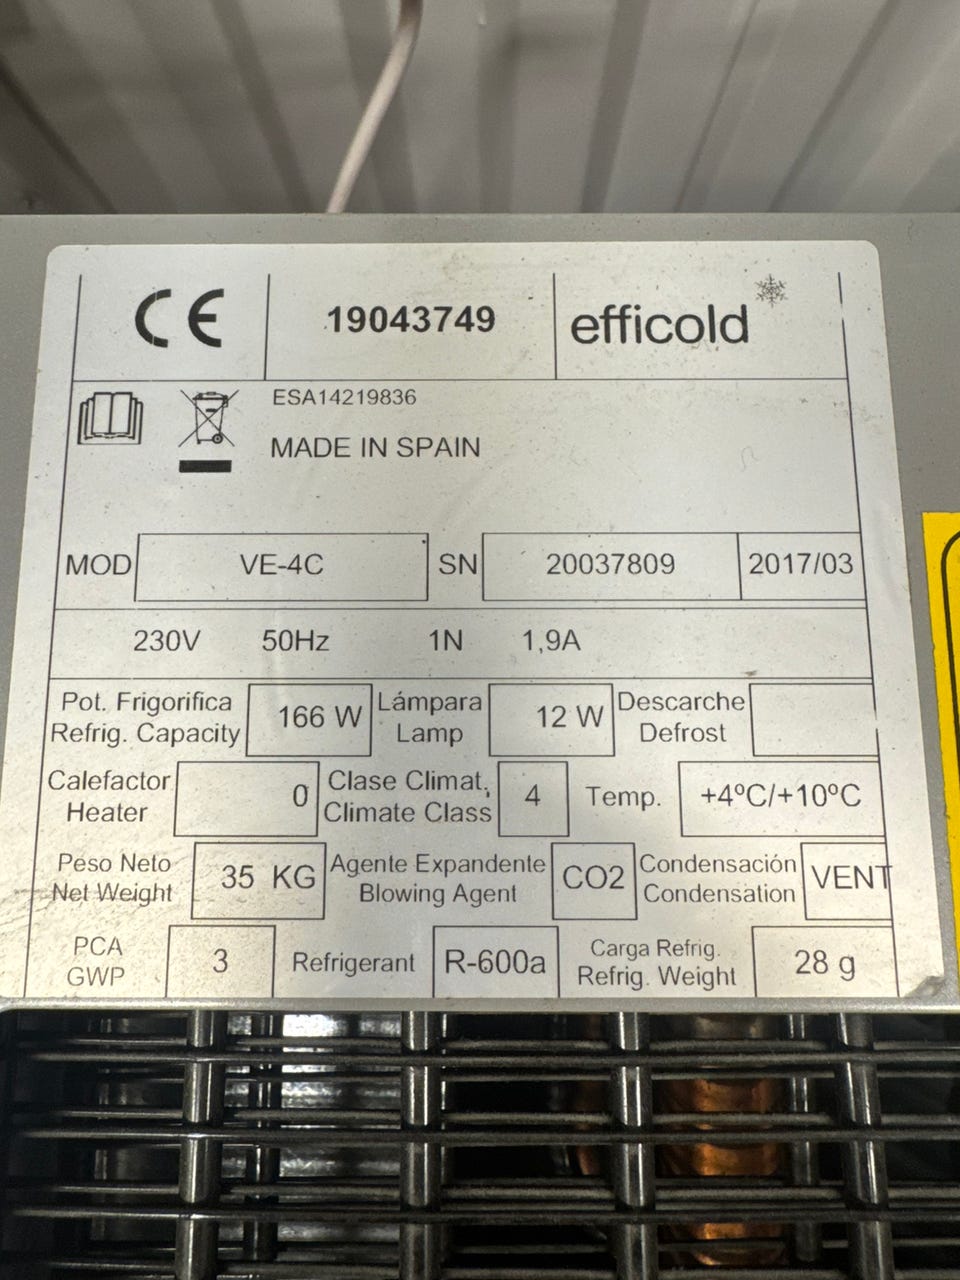 CE 19043749 efficold
ESA14219836
MADE IN SPAIN
MOD VE-4C SN 20037809 2017/03
230V 50Hz 1N 1,9A
Pot. Frigorifica 166 W Lámpara 12 W Descarche
Refrig. Capacity Lamp Defrost
Calefactor 0 Clase Climat, 4 Temp. +4ºC/+10ºC
Heater Climate Class
Peso Neto 35 KG Agente Expandente CO2 Condensación VENT
Net Weight Blowing Agent Condensation
PCA 3 Refrigerant R-600a Carga Refrig. 28 g
GWP Refrig. Weight